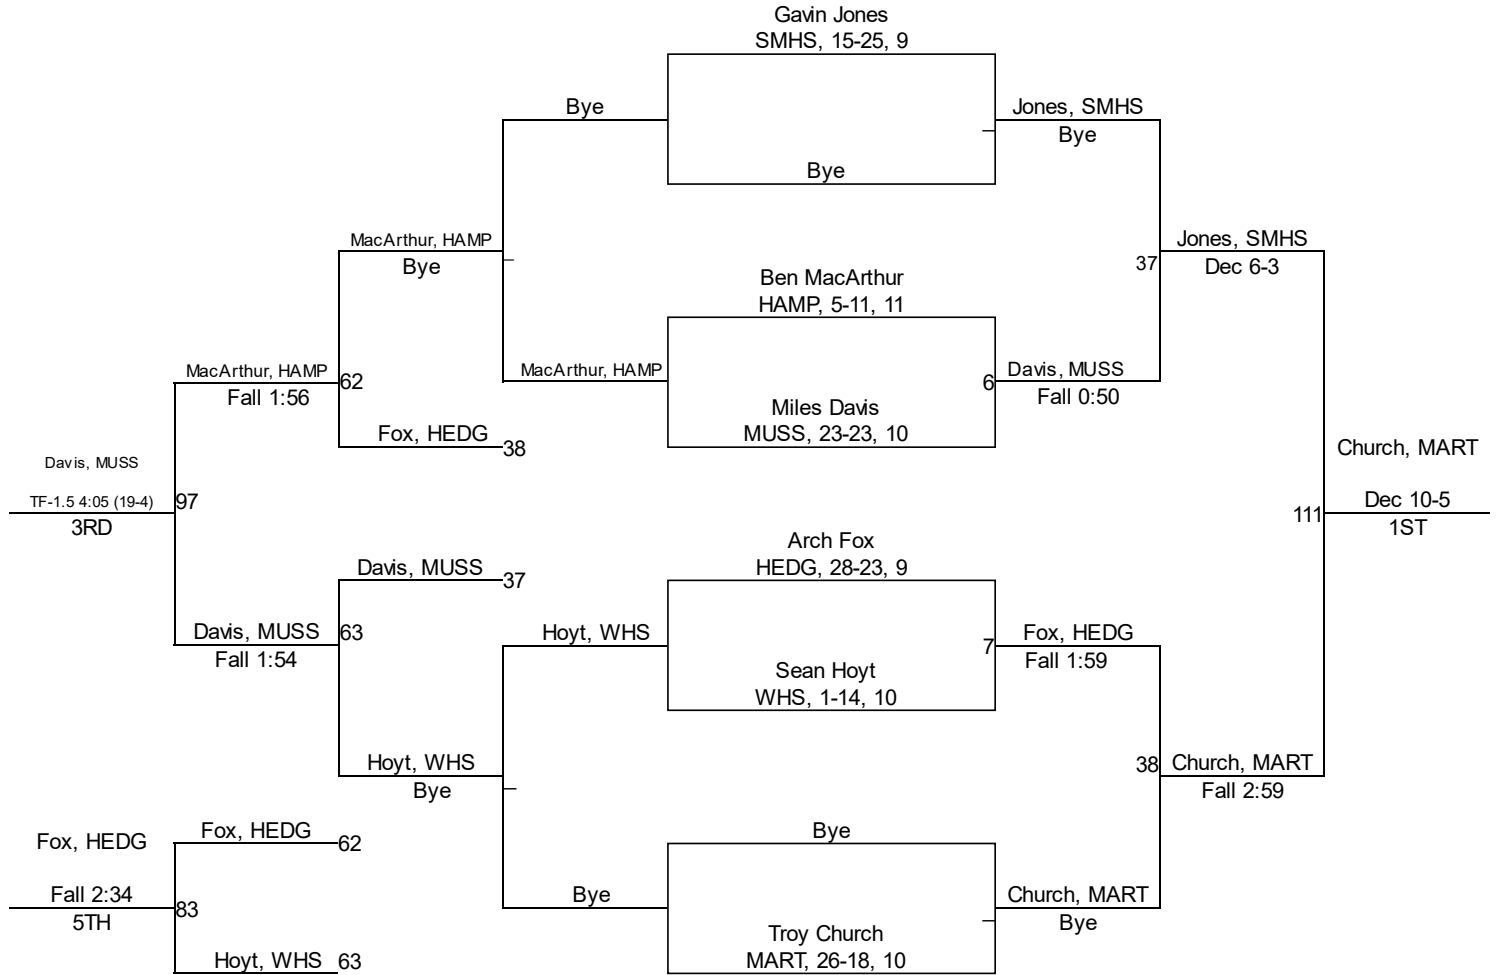 Gavin Jones
SMHS, 15-25, 9
Bye
Jones, SMHS
Bye
Bye
MacArthur, HAMP
Bye
Jones, SMHS
37
Dec 6-3
Ben MacArthur
HAMP, 5-11, 11
MacArthur, HAMP
62
Fall 1:56
MacArthur, HAMP
6
Davis, MUSS
Fall 0:50
Miles Davis
MUSS, 23-23, 10
Fox, HEDG
38
Church, MART
Davis, MUSS
TF-1.5 4:05 (19-4)
97
3RD
111
Dec 10-5
1ST
Arch Fox
HEDG, 28-23, 9
Davis, MUSS
37
Davis, MUSS
63
Fall 1:54
Hoyt, WHS
7
Fox, HEDG
Fall 1:59
Sean Hoyt
WHS, 1-14, 10
Hoyt, WHS
Bye
38
Church, MART
Fall 2:59
Fox, HEDG
Fox, HEDG
62
Bye
Fall 2:34
83
5TH
Bye
Church, MART
Bye
Troy Church
MART, 26-18, 10
Hoyt, WHS
63